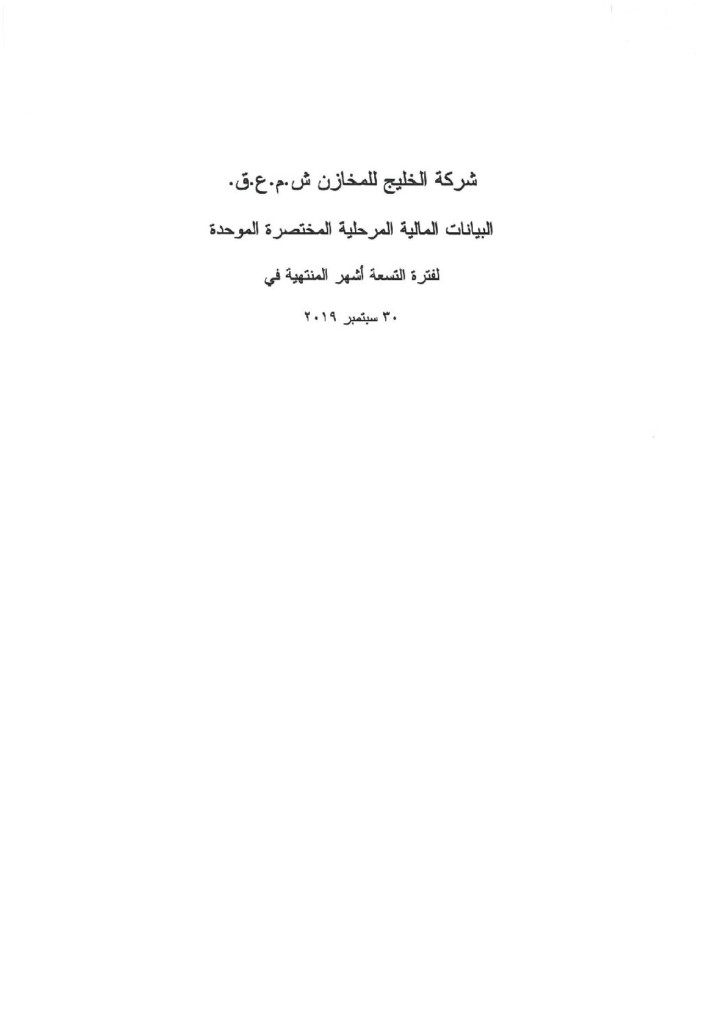 شركة الخليج للمخازن ش.م.ع.ق.
البيانات المالية المرحلية المختصرة الموحدة
لفترة التسعة أشهر المنتهية في
٣٠ سبتمبر ٢٠١٩